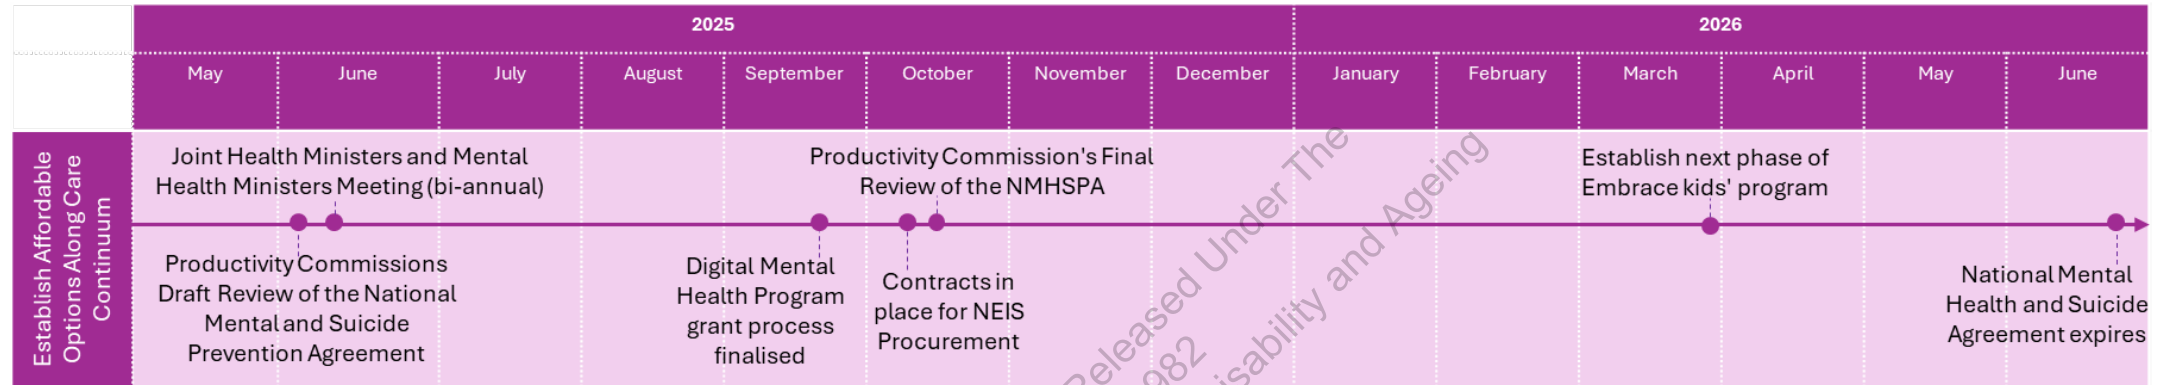 2025
2026
May
June
July
August
September
October
November
December
January
February
March
April
May
June
Establish Affordable
Options Along Care
Continuum
Joint Health Ministers and Mental
Health Ministers Meeting (bi-annual)
Productivity Commission's Final
Review of the NMHSPA
Establish next phase of
Embrace kids' program
Productivity Commissions
Draft Review of the National
Mental and Suicide
Prevention Agreement
Digital Mental
Health Program
grant process
finalised
Contracts in
place for NEIS
Procurement
National Mental
Health and Suicide
Agreement expires
Released Under The
982
isability and Ageing